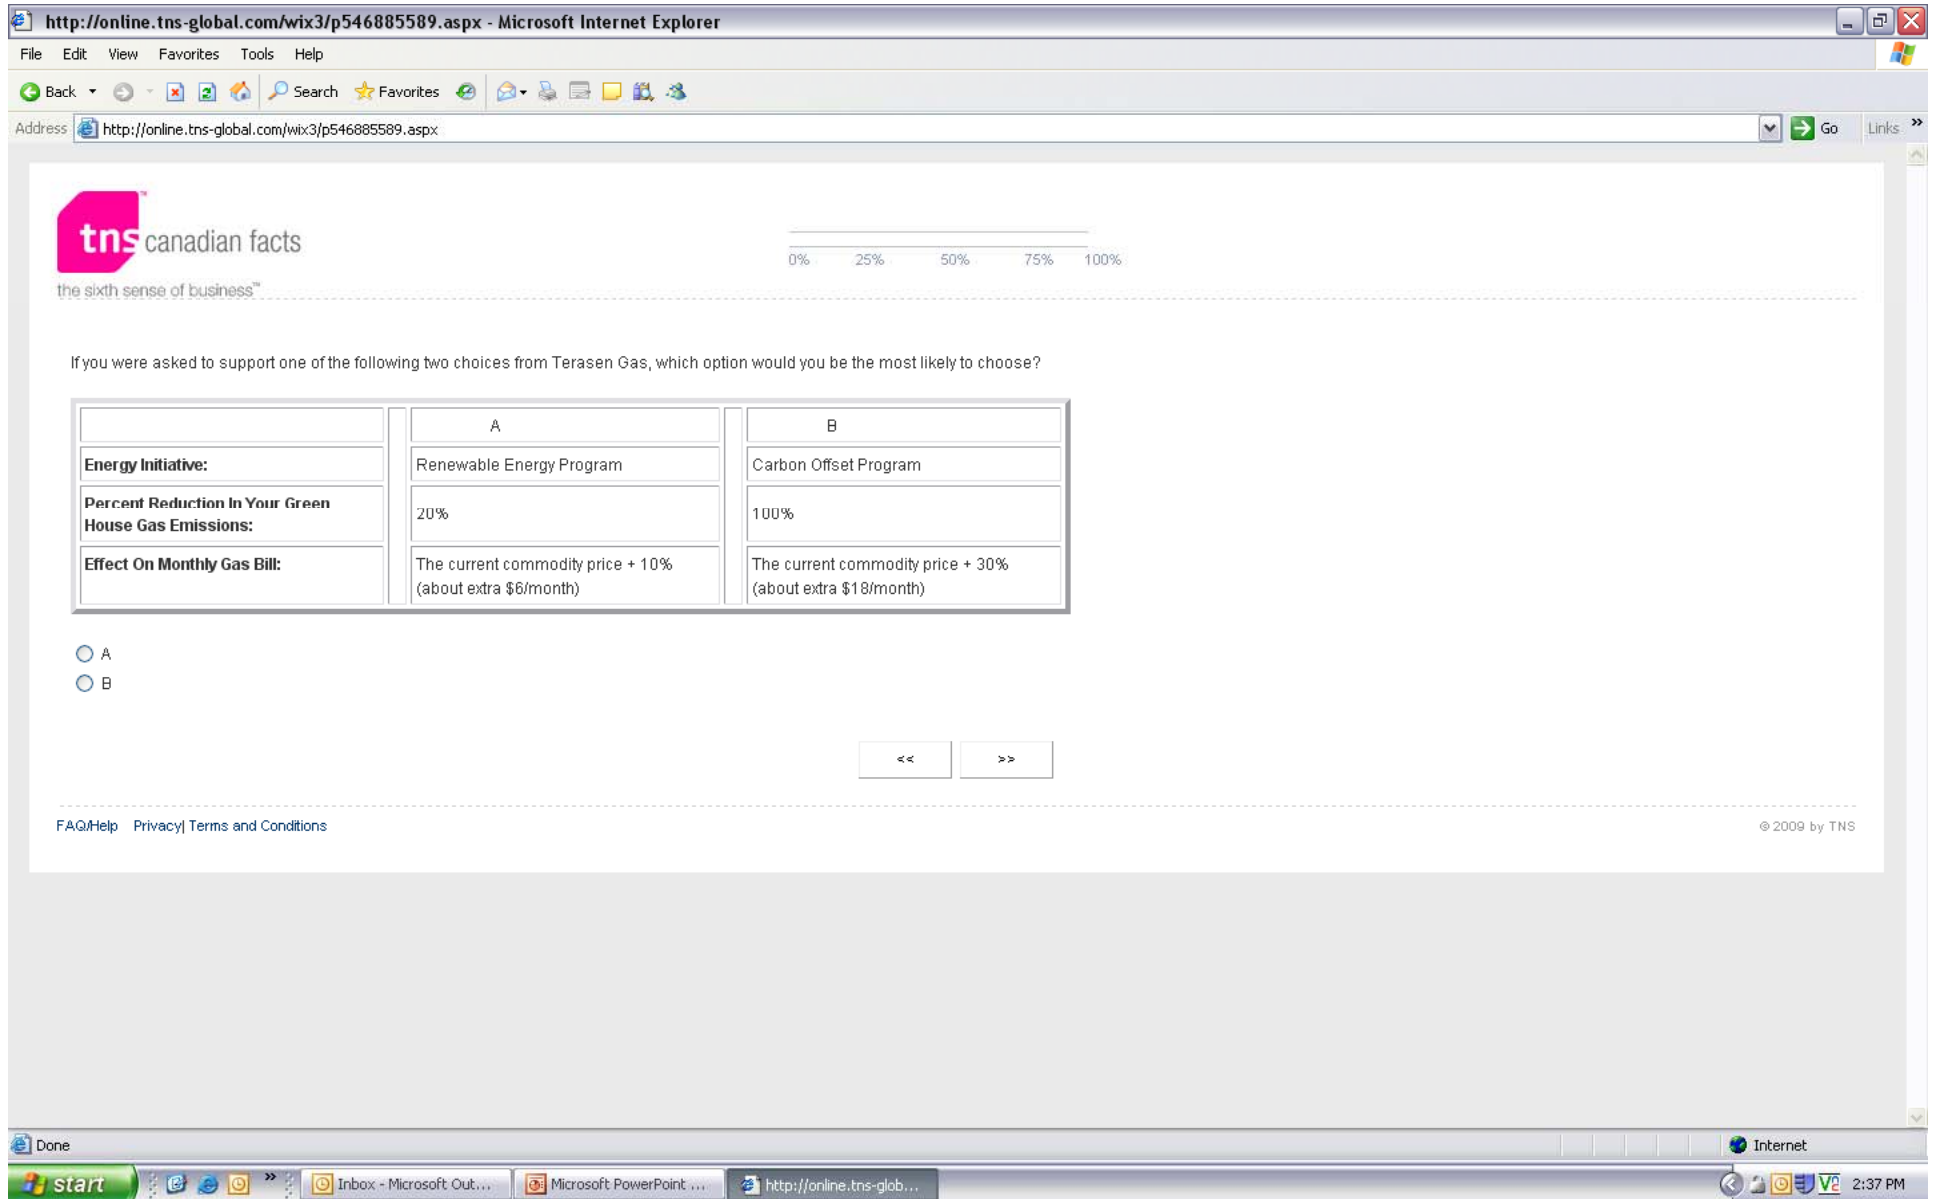 http://online.tns-global.com/wix3/p546885589.aspx - Microsoft Internet Explorer
File Edit View Favorites Tools Help
Back Search Favorites
Address http://online.tns-global.com/wix3/p546885589.aspx Go Links »
tns™ canadian facts
the sixth sense of business™
0% 25% 50% 75% 100%
If you were asked to support one of the following two choices from Terasen Gas, which option would you be the most likely to choose?
A B
Energy Initiative: Renewable Energy Program Carbon Offset Program
Percent Reduction In Your Green
House Gas Emissions: 20% 100%
Effect On Monthly Gas Bill: The current commodity price + 10% The current commodity price + 30%
(about extra $6/month) (about extra $18/month)
A
B
<< >>
FAQ/Help Privacy| Terms and Conditions © 2009 by TNS
Done Internet
start » Inbox - Microsoft Out... Microsoft PowerPoint ... http://online.tns-glob... 2:37 PM